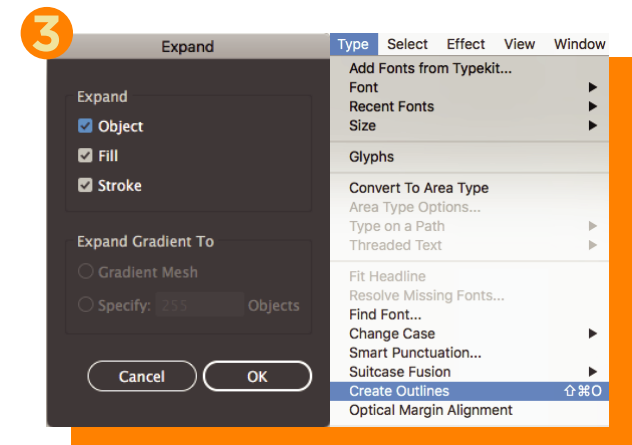 3
Expand
Expand
Object
Fill
Stroke
Expand Gradient To
Gradient Mesh
Specify: 255 Objects
Cancel OK
Type Select Effect View Window
Add Fonts from Typekit...
Font
Recent Fonts
Size
Glyphs
Convert To Area Type
Area Type Options...
Type on a Path
Threaded Text
Fit Headline
Resolve Missing Fonts...
Find Font...
Change Case
Smart Punctuation...
Suitcase Fusion
Create Outlines ⇧⌘O
Optical Margin Alignment